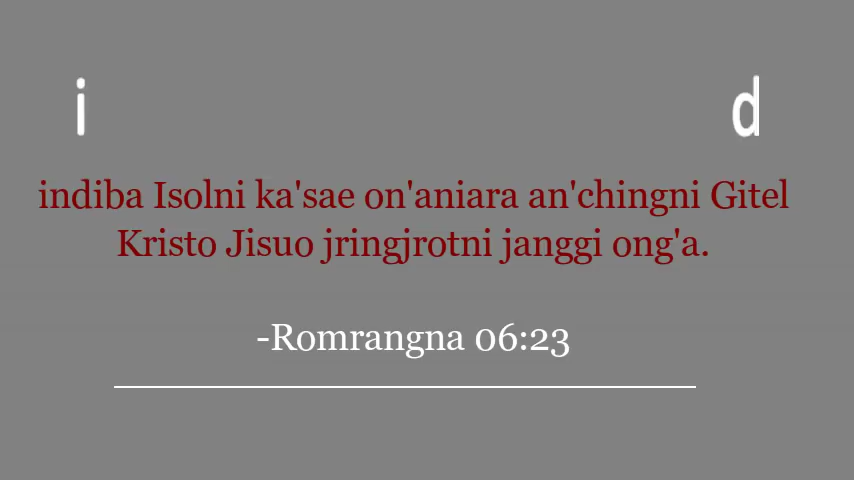 i d
indiba Isolni ka'sae on'aniara an'chingni Gitel
Kristo Jisuo jringjrotni janggi ong'a.
-Romrangna 06:23